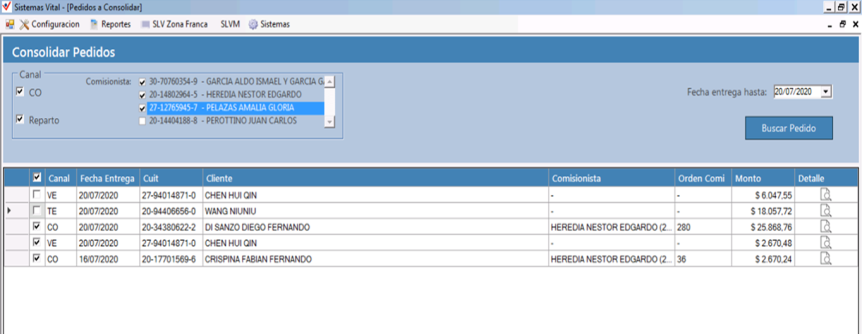 Sistemas Vital - [Pedidos a Consolidar]
Configuracion Reportes SLV Zona Franca SLVM Sistemas
Consolidar Pedidos
Canal
CO
Reparto
Comisionista:
30-70760354-9 - GARCIA ALDO ISMAEL Y GARCIA G
20-14802964-5 - HEREDIA NESTOR EDGARDO
27-12765945-7 - PELAZAS AMALIA GLORIA
20-14404188-8 - PEROTTINO JUAN CARLOS
Fecha entrega hasta: 20/07/2020
Buscar Pedido
Canal Fecha Entrega Cuit Cliente Comisionista Orden Comi Monto Detalle
VE 20/07/2020 27-94014871-0 CHEN HUI QIN - - $ 6.047,55
TE 20/07/2020 20-94406656-0 WANG NIUNIU - - $ 18.057,72
CO 20/07/2020 20-34380622-2 DI SANZO DIEGO FERNANDO HEREDIA NESTOR EDGARDO (2... 280 $ 25.868,76
VE 20/07/2020 27-94014871-0 CHEN HUI QIN - - $ 2.670,48
CO 16/07/2020 20-17701569-6 CRISPINA FABIAN FERNANDO HEREDIA NESTOR EDGARDO (2... 36 $ 2.670,24